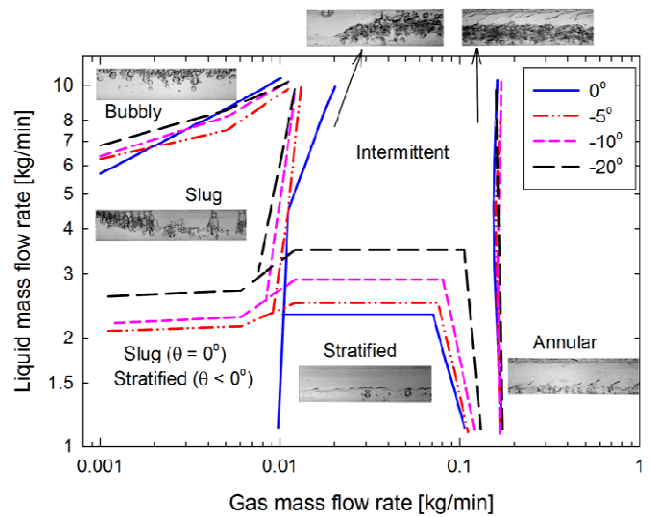 10
8
7
6
5
4
3
2
1.5
1
Liquid mass flow rate [kg/min]
Bubbly
Slug
Intermittent
0°
-5°
-10°
-20°
Slug (θ = 0°)
Stratified (θ < 0°)
Stratified
Annular
0.001
0.01
0.1
1
Gas mass flow rate [kg/min]